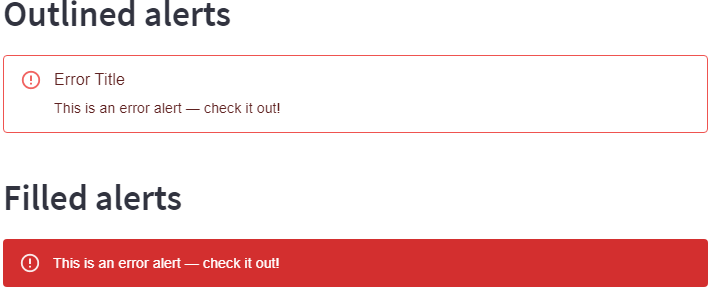 Outlined alerts
Error Title
This is an error alert — check it out!
Filled alerts
This is an error alert — check it out!